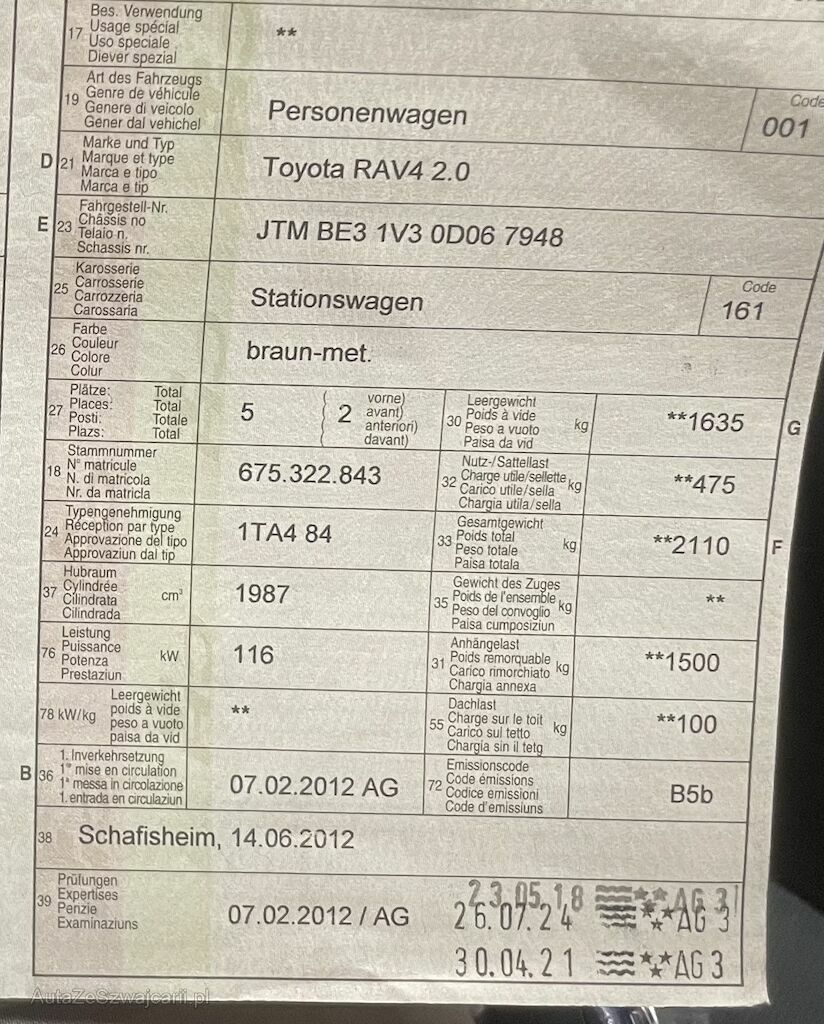 17 Bes. Verwendung
Usage spécial
Uso speciale
Diever spezial
**
19 Art des Fahrzeugs
Genre de véhicule
Genere di veicolo
Gener dal vehichel
Personenwagen
Code
001
D 21 Marke und Typ
Marque et type
Marca e tipo
Marca e tip
Toyota RAV4 2.0
E 23 Fahrgestell-Nr.
Châssis no
Telaio n.
Schassis nr.
JTM BE3 1V3 0D06 7948
25 Karosserie
Carrosserie
Carrozzeria
Carossaria
Stationswagen
Code
161
26 Farbe
Couleur
Colore
Colur
braun-met.
27 Plätze: Total
Places: Total
Posti: Totale
Plazs: Total
5
( 2 vorne)
( avant)
( anteriori)
( davant)
30 Leergewicht
Poids à vide
Peso a vuoto
Paisa da vid
kg
**1635
G
18 Stammnummer
N° matricule
N. di matricola
Nr. da matricla
675.322.843
32 Nutz-/Sattellast
Charge utile/sellette
Carico utile/sella
Chargia utila/sella
kg
**475
24 Typengenehmigung
Réception par type
Approvazione del tipo
Approvaziun dal tip
1TA4 84
33 Gesamtgewicht
Poids total
Peso totale
Paisa totala
kg
**2110
F
37 Hubraum
Cylindrée
Cilindrata
Cilindrada
cm³
1987
35 Gewicht des Zuges
Poids de l'ensemble
Peso del convoglio
Paisa cumposiziun
kg
**
76 Leistung
Puissance
Potenza
Prestaziun
kW
116
31 Anhängelast
Poids remorquable
Carico rimorchiato
Chargia annexa
kg
**1500
78 kW/kg Leergewicht
poids à vide
peso a vuoto
paisa da vid
**
55 Dachlast
Charge sur le toit
Carico sul tetto
Chargia sin il tetg
kg
**100
B 36 1. Inverkehrsetzung
1re mise en circulation
1a messa in circolazione
1. entrada en circulaziun
07.02.2012 AG
72 Emissionscode
Code émissions
Codice emissioni
Code d'emissiuns
B5b
38 Schafisheim, 14.06.2012
39 Prüfungen
Expertises
Penzie
Examinaziuns
07.02.2012 / AG
23.05.18 AG 3
26.07.24 AG 3
30.04.21 AG 3
AutaZeSzwajcarii.pl